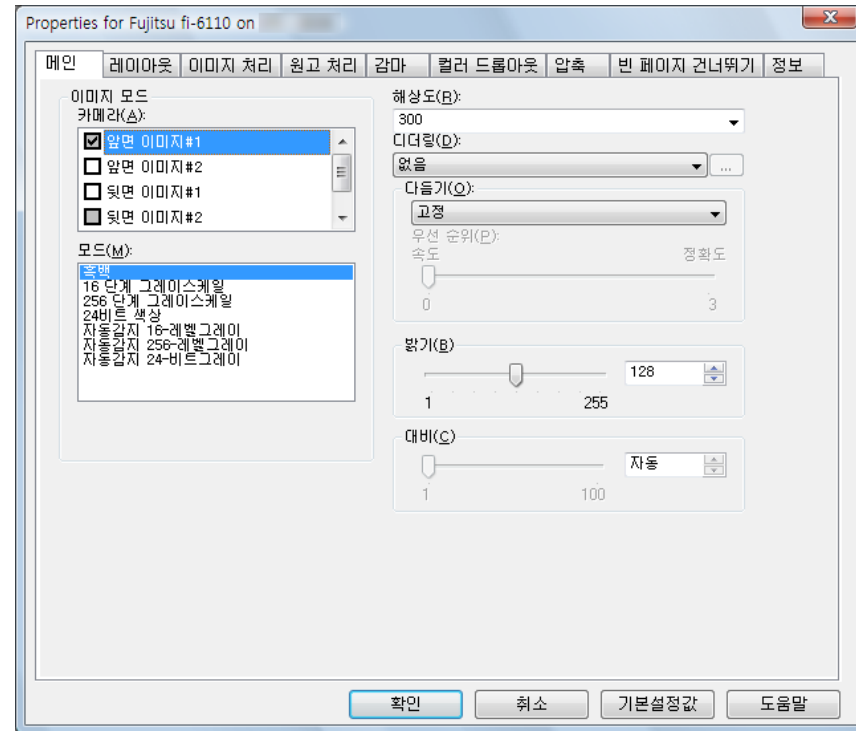 Properties for Fujitsu fi-6110 on
메인 레이아웃 이미지 처리 원고 처리 감마 컬러 드롭아웃 압축 빈 페이지 건너뛰기 정보
이미지 모드
카메라(A):
앞면 이미지#1
앞면 이미지#2
뒷면 이미지#1
뒷면 이미지#2
모드(M):
흑백
16 단계 그레이스케일
256 단계 그레이스케일
24비트 색상
자동감지 16-레벨그레이
자동감지 256-레벨그레이
자동감지 24-비트그레이
해상도(R):
300
디더링(D):
없음 ...
다듬기(O):
고정
우선 순위(P):
속도 정확도
0 3
밝기(B)
128
1 255
대비(C)
자동
1 100
확인 취소 기본설정값 도움말